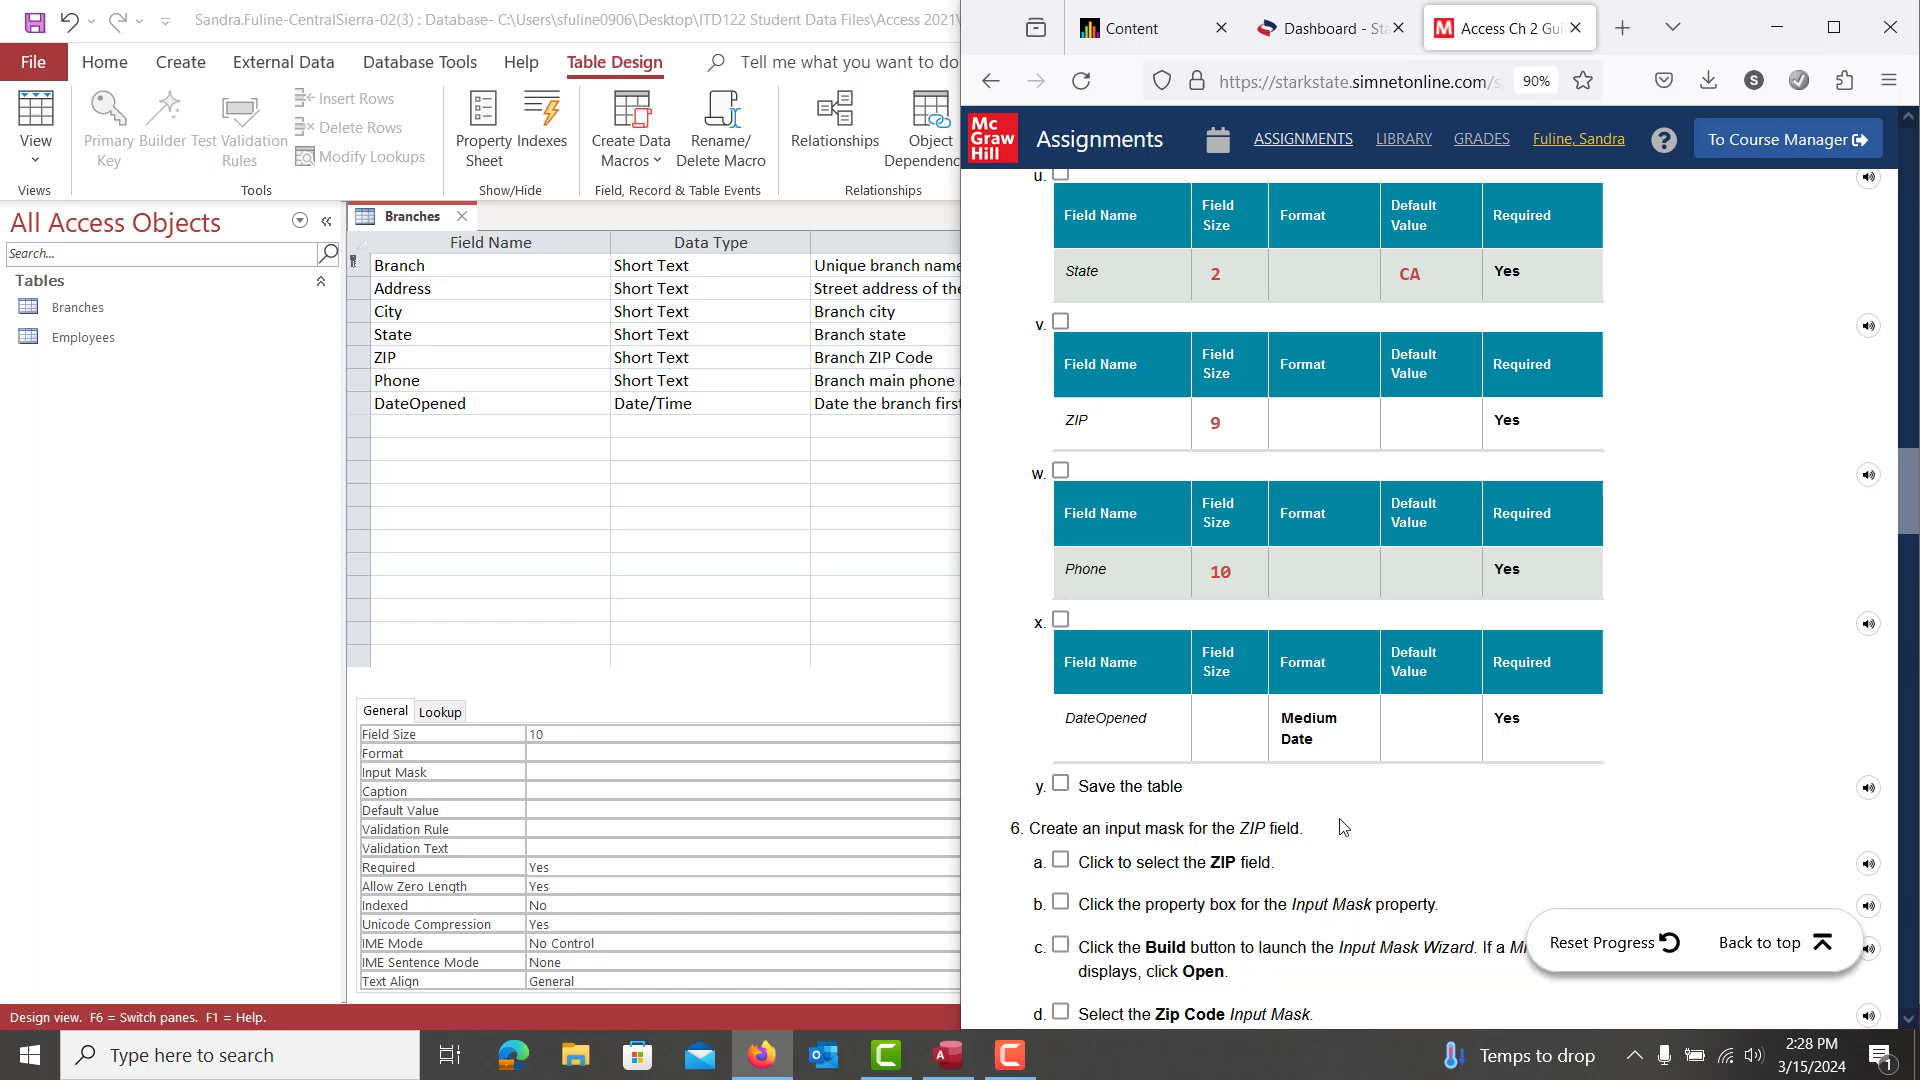 Sandra.Fuline-CentralSierra-02(3) : Database- C:\Users\sfuline0906\Desktop\ITD122 Student Data Files\Access 2021\
File Home Create External Data Database Tools Help Table Design Tell me what you want to do
View
Primary Key
Builder
Test Validation Rules
Insert Rows
Delete Rows
Modify Lookups
Property Sheet
Indexes
Create Data Macros
Rename/ Delete Macro
Relationships
Object Dependenc
Views Tools Show/Hide Field, Record & Table Events Relationships
All Access Objects
Search...
Tables
Branches
Employees
Branches
Field Name Data Type
Branch Short Text Unique branch name
Address Short Text Street address of the
City Short Text Branch city
State Short Text Branch state
ZIP Short Text Branch ZIP Code
Phone Short Text Branch main phone
DateOpened Date/Time Date the branch first
General Lookup
Field Size 10
Format
Input Mask
Caption
Default Value
Validation Rule
Validation Text
Required Yes
Allow Zero Length Yes
Indexed No
Unicode Compression Yes
IME Mode No Control
IME Sentence Mode None
Text Align General
Design view. F6 = Switch panes. F1 = Help.
Content
Dashboard - Sta
Access Ch 2 Gui
https://starkstate.simnetonline.com/s
90%
S
Mc Graw Hill
Assignments
ASSIGNMENTS LIBRARY GRADES Fuline, Sandra ? To Course Manager
u.
Field Name Field Size Format Default Value Required
State 2 CA Yes
v.
Field Name Field Size Format Default Value Required
ZIP 9 Yes
w.
Field Name Field Size Format Default Value Required
Phone 10 Yes
x.
Field Name Field Size Format Default Value Required
DateOpened Medium Date Yes
y. Save the table
6. Create an input mask for the ZIP field.
a. Click to select the ZIP field.
b. Click the property box for the Input Mask property.
c. Click the Build button to launch the Input Mask Wizard. If a Mi
displays, click Open.
d. Select the Zip Code Input Mask.
Reset Progress Back to top
Type here to search
Temps to drop
2:28 PM
3/15/2024
1